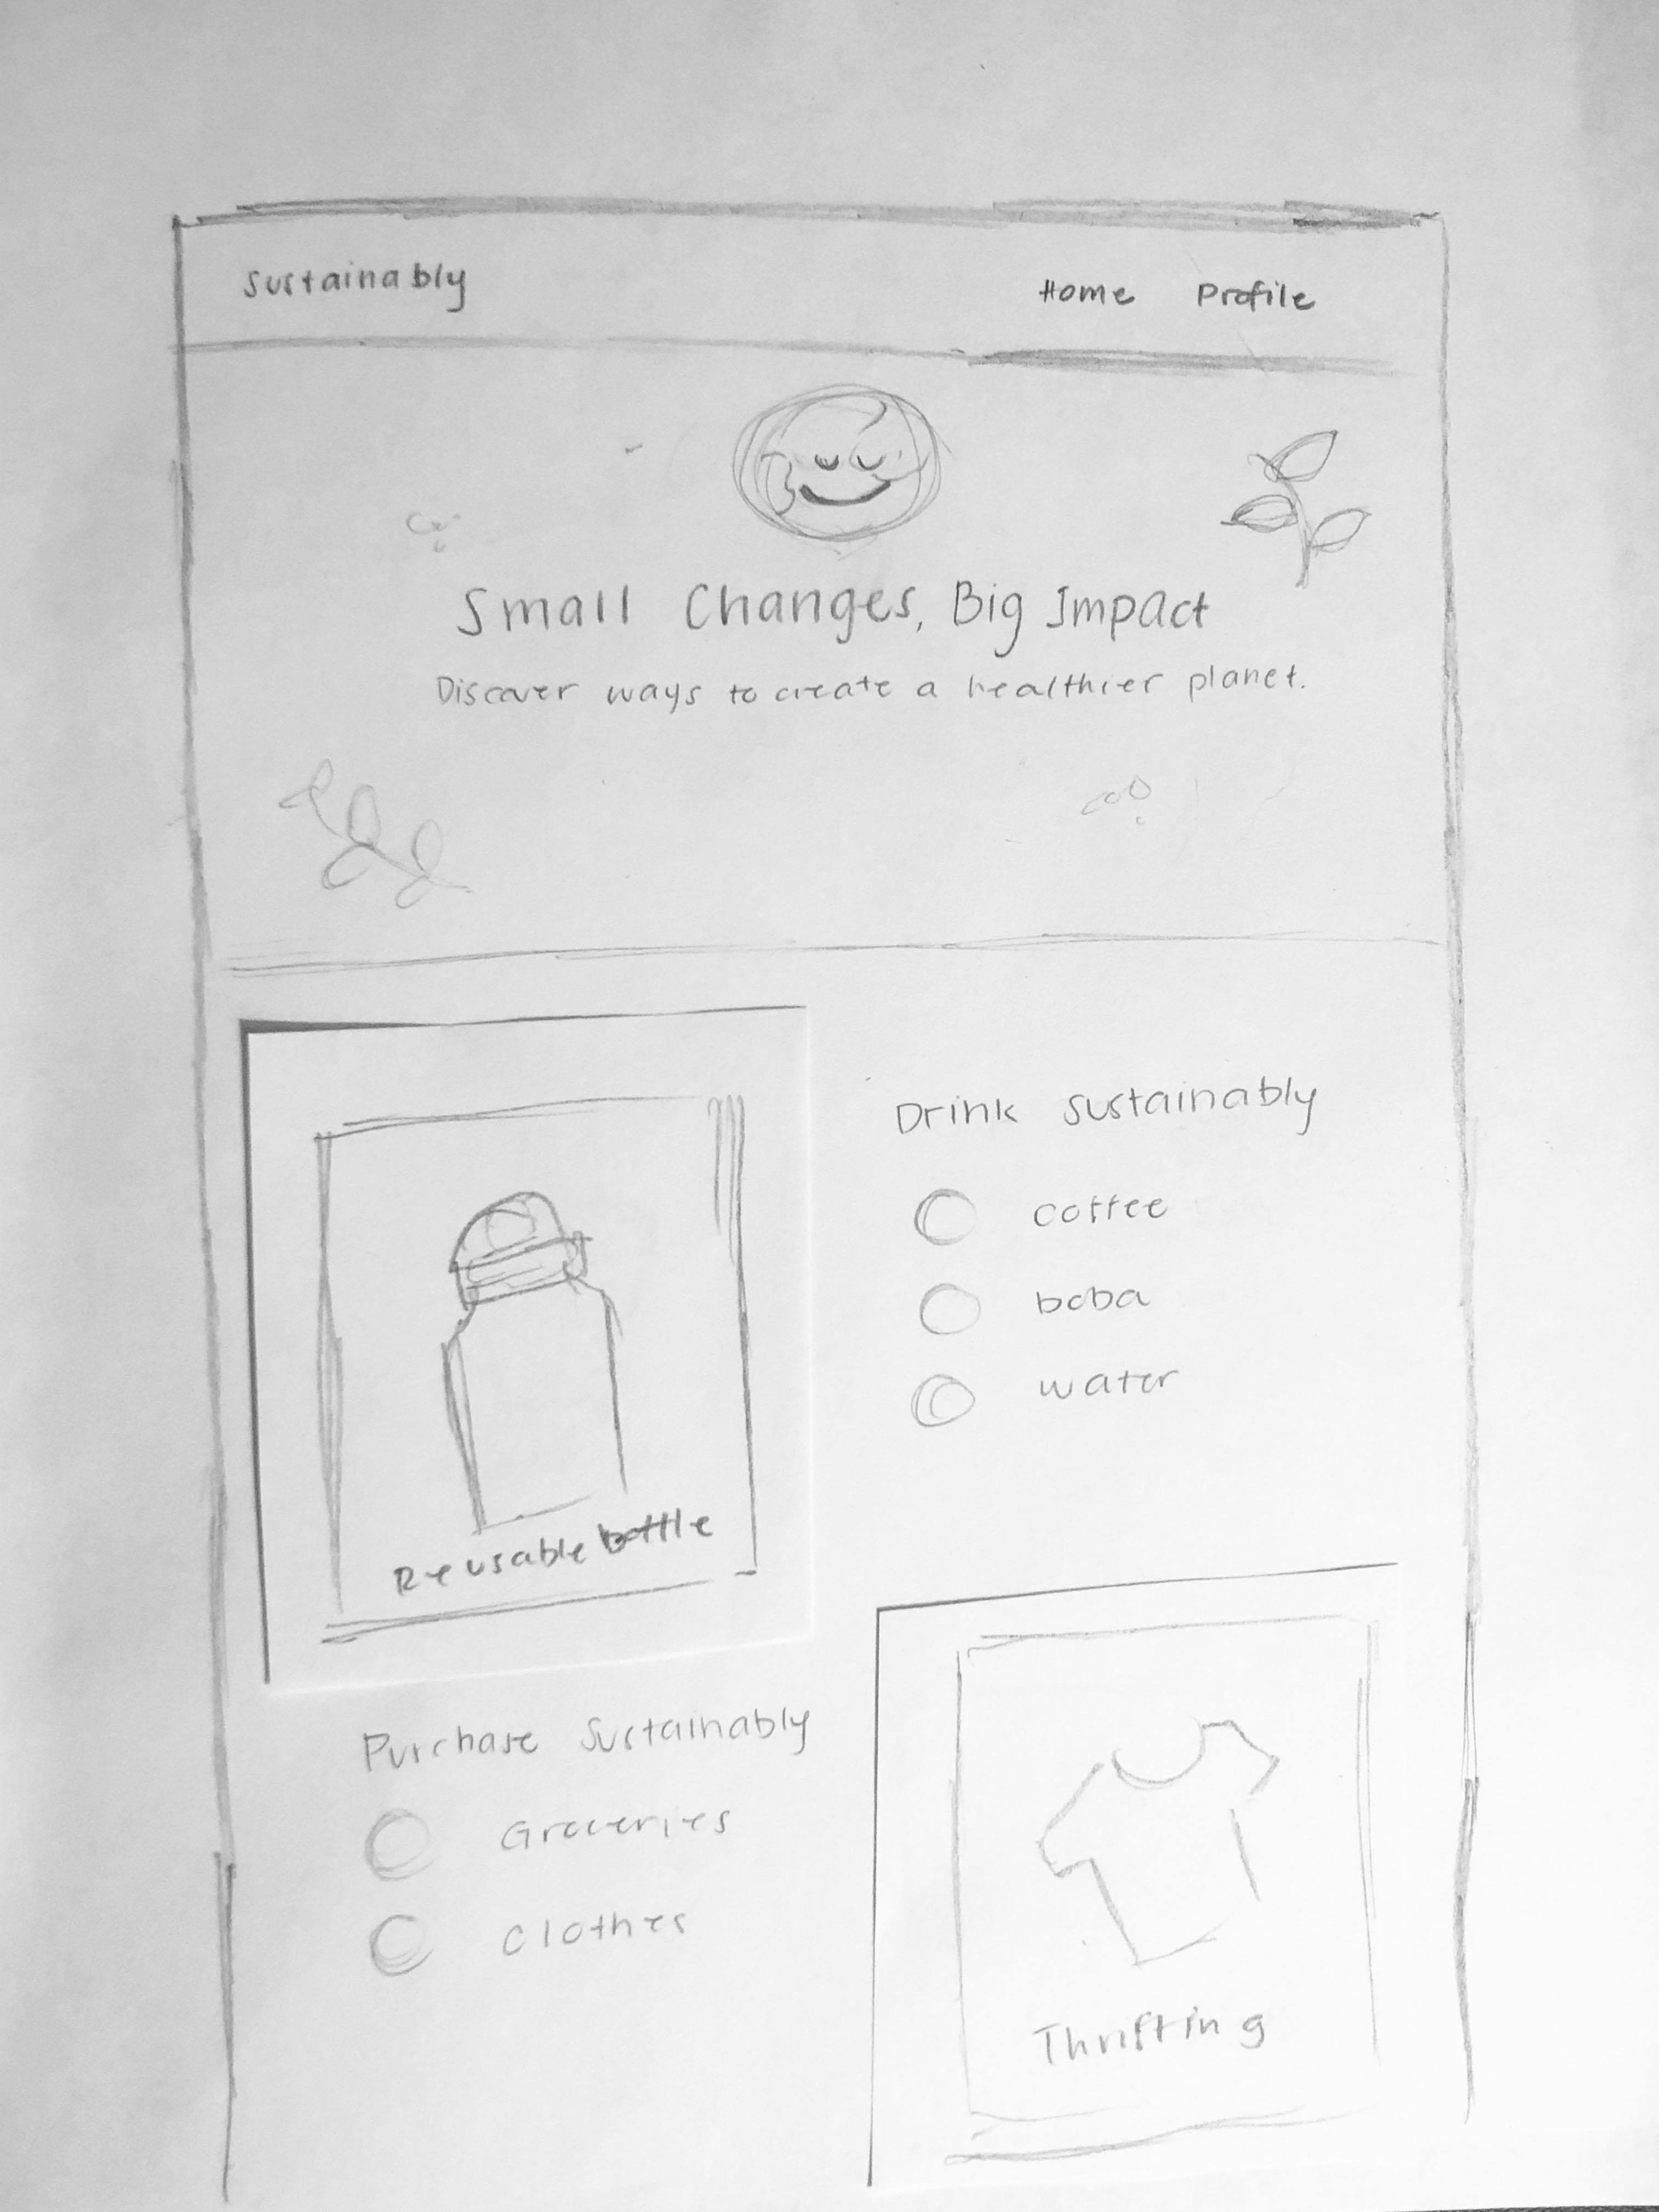 Sustainably
Home Profile
Small Changes, Big Impact
Discover ways to create a healthier planet.
Drink Sustainably
coffee
boba
water
Reusable bottle
Purchase Sustainably
Groceries
Clothes
Thrifting